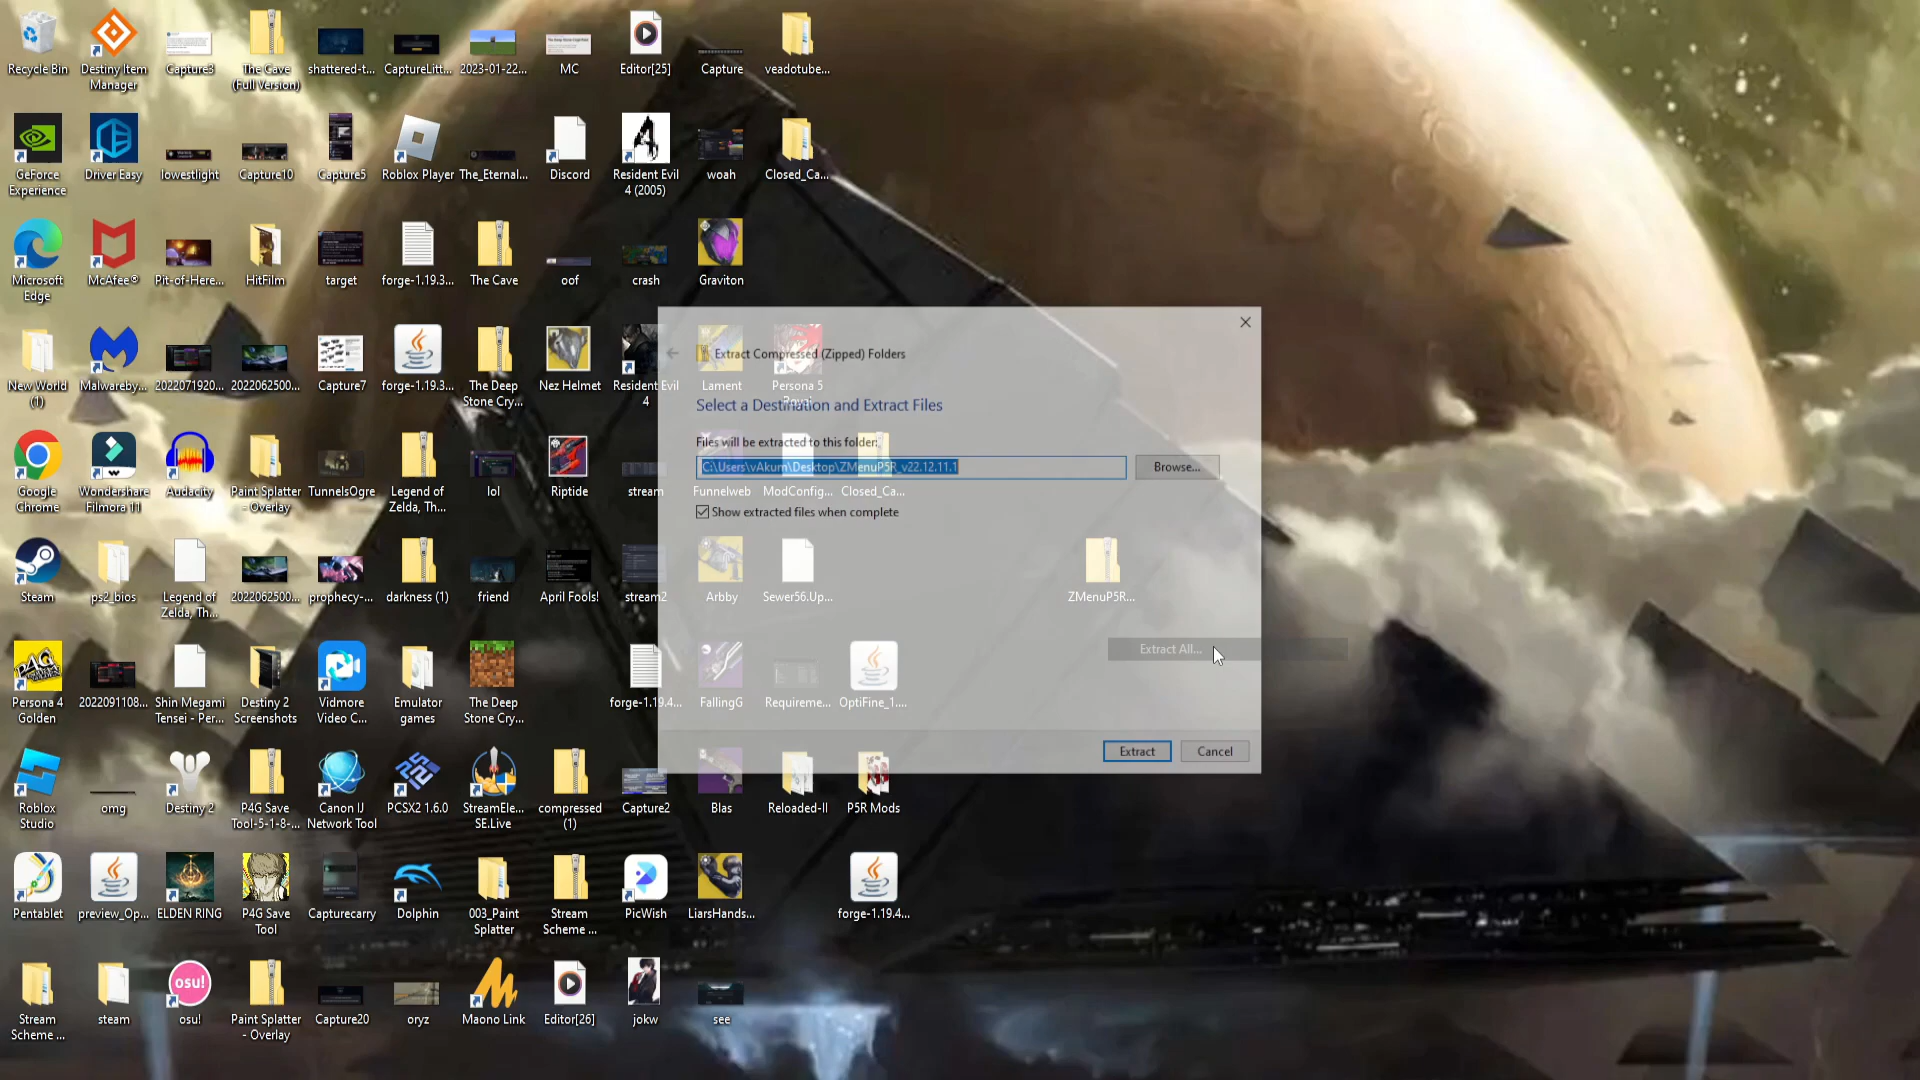 Recycle Bin
Destiny Item
Manager
Capture3
The Cave
(Full Version)
shattered-t...
CaptureLitt...
2023-01-22...
MC
Editor[25]
Capture
veadotube...
GeForce
Experience
Driver Easy
lowestlight
Capture10
Capture5
Roblox Player
The_Eternal...
Discord
Resident Evil
4 (2005)
woah
Closed_Ca...
Microsoft
Edge
McAfee®
Pit-of-Here...
HitFilm
target
forge-1.19.3...
The Cave
oof
crash
Graviton
New World
(1)
Malwareby...
2022071920...
2022062500...
Capture7
forge-1.19.3...
The Deep
Stone Cry...
Nez Helmet
Resident Evil
4
Lament
Persona 5
Royal
Extract Compressed (Zipped) Folders
Select a Destination and Extract Files
Files will be extracted to this folder:
C:\Users\vAkum\Desktop\ZMenuP5R_v22.12.11.1
Browse...
Show extracted files when complete
Google
Chrome
Wondershare
Filmora 11
Audacity
Paint Splatter
- Overlay
TunnelsOgre
Legend of
Zelda, Th...
lol
Riptide
stream
Funnelweb
ModConfig...
Closed_Ca...
Steam
ps2_bios
Legend of
Zelda, Th...
2022062500...
prophecy-...
darkness (1)
friend
April Fools!
stream2
Arbby
Sewer56.Up...
ZMenuP5R...
Extract All...
Persona 4
Golden
2022091108...
Shin Megami
Tensei - Per...
Destiny 2
Screenshots
Vidmore
Video C...
Emulator
games
The Deep
Stone Cry...
forge-1.19.4...
FallingG
Requireme...
OptiFine_1....
Extract
Cancel
Roblox
Studio
omg
Destiny 2
P4G Save
Tool-5-1-8-...
Canon IJ
Network Tool
PCSX2 1.6.0
StreamEle...
SE.Live
compressed
(1)
Capture2
Blas
Reloaded-II
P5R Mods
Pentablet
preview_Op...
ELDEN RING
P4G Save
Tool
Capturecarry
Dolphin
003_Paint
Splatter
Stream
Scheme ...
PicWish
LiarsHands...
forge-1.19.4...
Stream
Scheme ...
steam
osu!
osu!
Paint Splatter
- Overlay
Capture20
oryz
Maono Link
Editor[26]
jokw
see